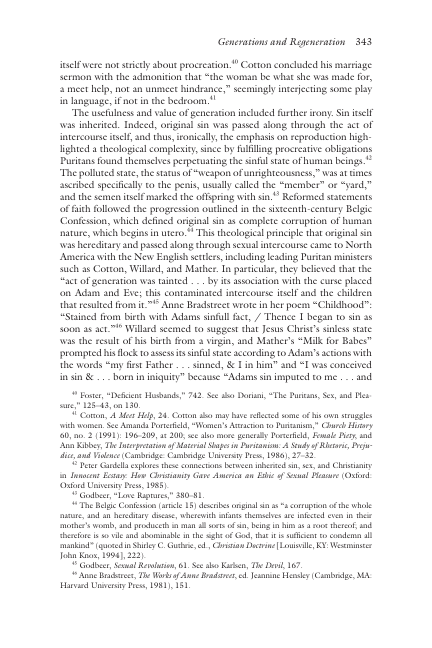 Generations and Regeneration 343
itself were not strictly about procreation.40 Cotton concluded his marriage
sermon with the admonition that “the woman be what she was made for,
a meet help, not an unmeet hindrance,” seemingly interjecting some play
in language, if not in the bedroom.41
The usefulness and value of generation included further irony. Sin itself
was inherited. Indeed, original sin was passed along through the act of
intercourse itself, and thus, ironically, the emphasis on reproduction high-
lighted a theological complexity, since by fulfilling procreative obligations
Puritans found themselves perpetuating the sinful state of human beings.42
The polluted state, the status of “weapon of unrighteousness,” was at times
ascribed specifically to the penis, usually called the “member” or “yard,”
and the semen itself marked the offspring with sin.43 Reformed statements
of faith followed the progression outlined in the sixteenth-century Belgic
Confession, which defined original sin as complete corruption of human
nature, which begins in utero.44 This theological principle that original sin
was hereditary and passed along through sexual intercourse came to North
America with the New English settlers, including leading Puritan ministers
such as Cotton, Willard, and Mather. In particular, they believed that the
“act of generation was tainted . . . by its association with the curse placed
on Adam and Eve; this contaminated intercourse itself and the children
that resulted from it.”45 Anne Bradstreet wrote in her poem “Childhood”:
“Stained from birth with Adams sinfull fact, / Thence I began to sin as
soon as act.”46 Willard seemed to suggest that Jesus Christ’s sinless state
was the result of his birth from a virgin, and Mather’s “Milk for Babes”
prompted his flock to assess its sinful state according to Adam’s actions with
the words “my first Father . . . sinned, & I in him” and “I was conceived
in sin & . . . born in iniquity” because “Adams sin imputed to me . . . and
40 Foster, “Deficient Husbands,” 742. See also Doriani, “The Puritans, Sex, and Plea-
sure,” 125–43, on 130.
41 Cotton, A Meet Help, 24. Cotton also may have reflected some of his own struggles
with women. See Amanda Porterfield, “Women’s Attraction to Puritanism,” Church History
60, no. 2 (1991): 196–209, at 200; see also more generally Porterfield, Female Piety, and
Ann Kibbey, The Interpretation of Material Shapes in Puritanism: A Study of Rhetoric, Preju-
dice, and Violence (Cambridge: Cambridge University Press, 1986), 27–32.
42 Peter Gardella explores these connections between inherited sin, sex, and Christianity
in Innocent Ecstasy: How Christianity Gave America an Ethic of Sexual Pleasure (Oxford:
Oxford University Press, 1985).
43 Godbeer, “Love Raptures,” 380–81.
44 The Belgic Confession (article 15) describes original sin as “a corruption of the whole
nature, and an hereditary disease, wherewith infants themselves are infected even in their
mother’s womb, and produceth in man all sorts of sin, being in him as a root thereof, and
therefore is so vile and abominable in the sight of God, that it is sufficient to condemn all
mankind” (quoted in Shirley C. Guthrie, ed., Christian Doctrine [Louisville, KY: Westminster
John Knox, 1994], 222).
45 Godbeer, Sexual Revolution, 61. See also Karlsen, The Devil, 167.
46 Anne Bradstreet, The Works of Anne Bradstreet, ed. Jeannine Hensley (Cambridge, MA:
Harvard University Press, 1981), 151.